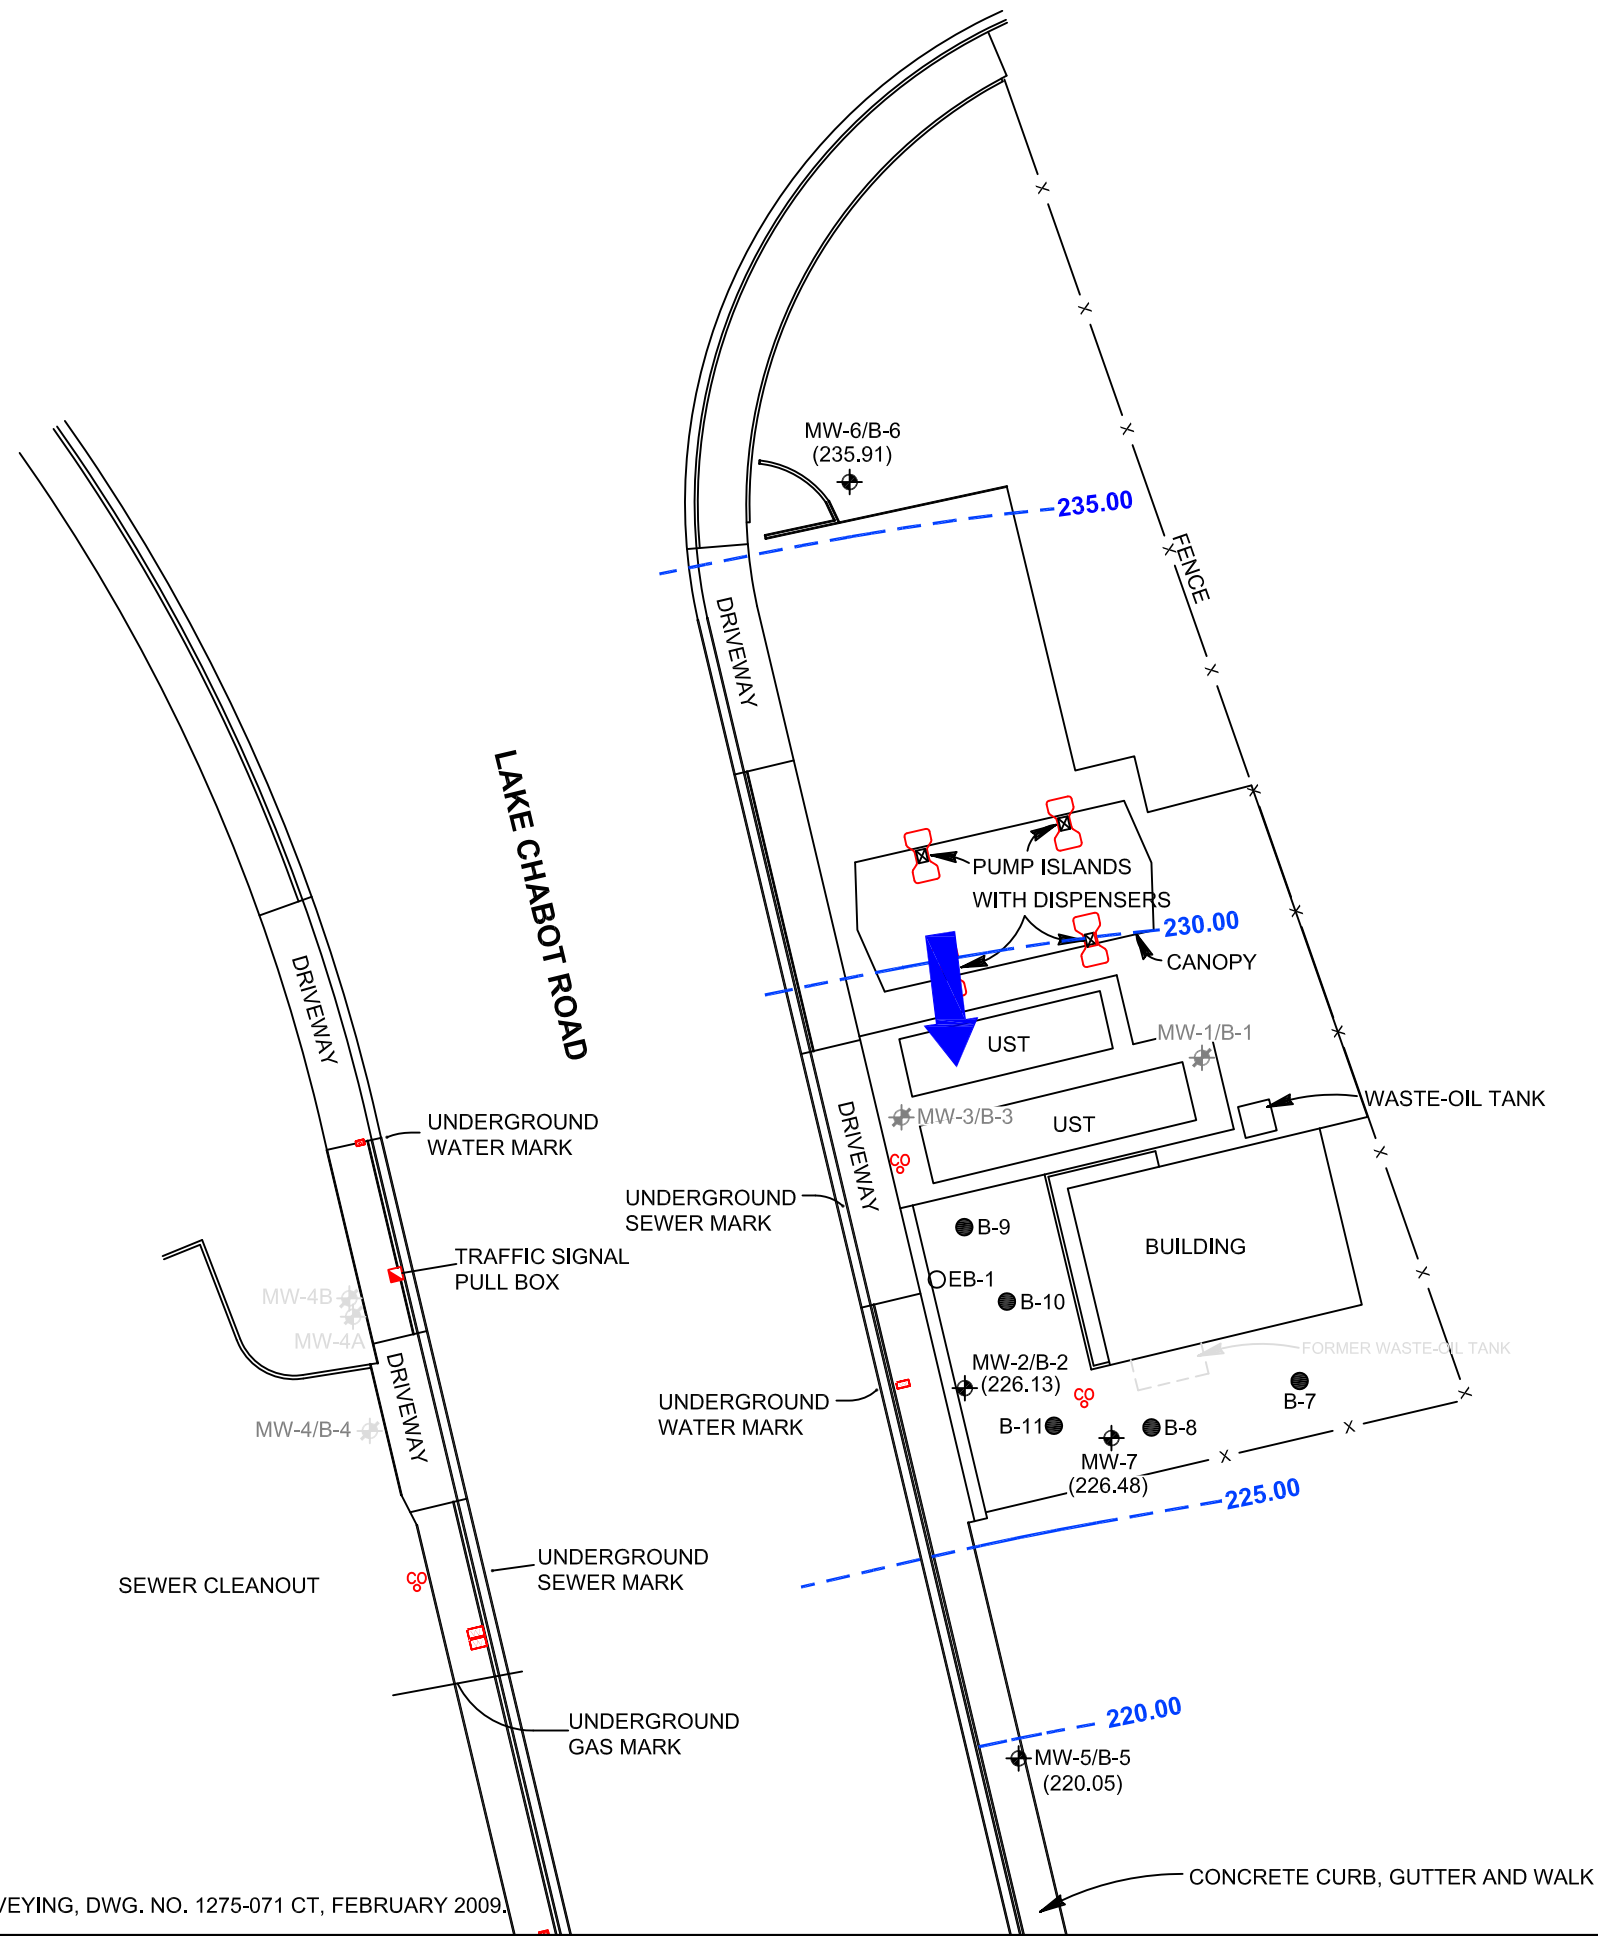 MW-6/B-6
(235.91)
235.00
FENCE
DRIVEWAY
LAKE CHABOT ROAD
PUMP ISLANDS
WITH DISPENSERS
230.00
CANOPY
DRIVEWAY
UST
MW-1/B-1
WASTE-OIL TANK
MW-3/B-3
UST
DRIVEWAY
UNDERGROUND
WATER MARK
CO
UNDERGROUND
SEWER MARK
B-9
BUILDING
TRAFFIC SIGNAL
PULL BOX
EB-1
MW-4B
B-10
MW-4A
FORMER WASTE-OIL TANK
DRIVEWAY
MW-2/B-2
(226.13)
UNDERGROUND
WATER MARK
CO
B-7
MW-4/B-4
B-11
B-8
MW-7
(226.48)
225.00
UNDERGROUND
SEWER MARK
SEWER CLEANOUT
CO
220.00
UNDERGROUND
GAS MARK
MW-5/B-5
(220.05)
CONCRETE CURB, GUTTER AND WALK
VEYING, DWG. NO. 1275-071 CT, FEBRUARY 2009.